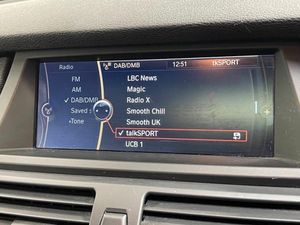 Radio
DAB/DMB
12:51
tkSPORT
FM
AM
DAB/DMB
Saved
Tone
LBC News
Magic
Radio X
Smooth Chill
Smooth UK
talkSPORT
UCB 1